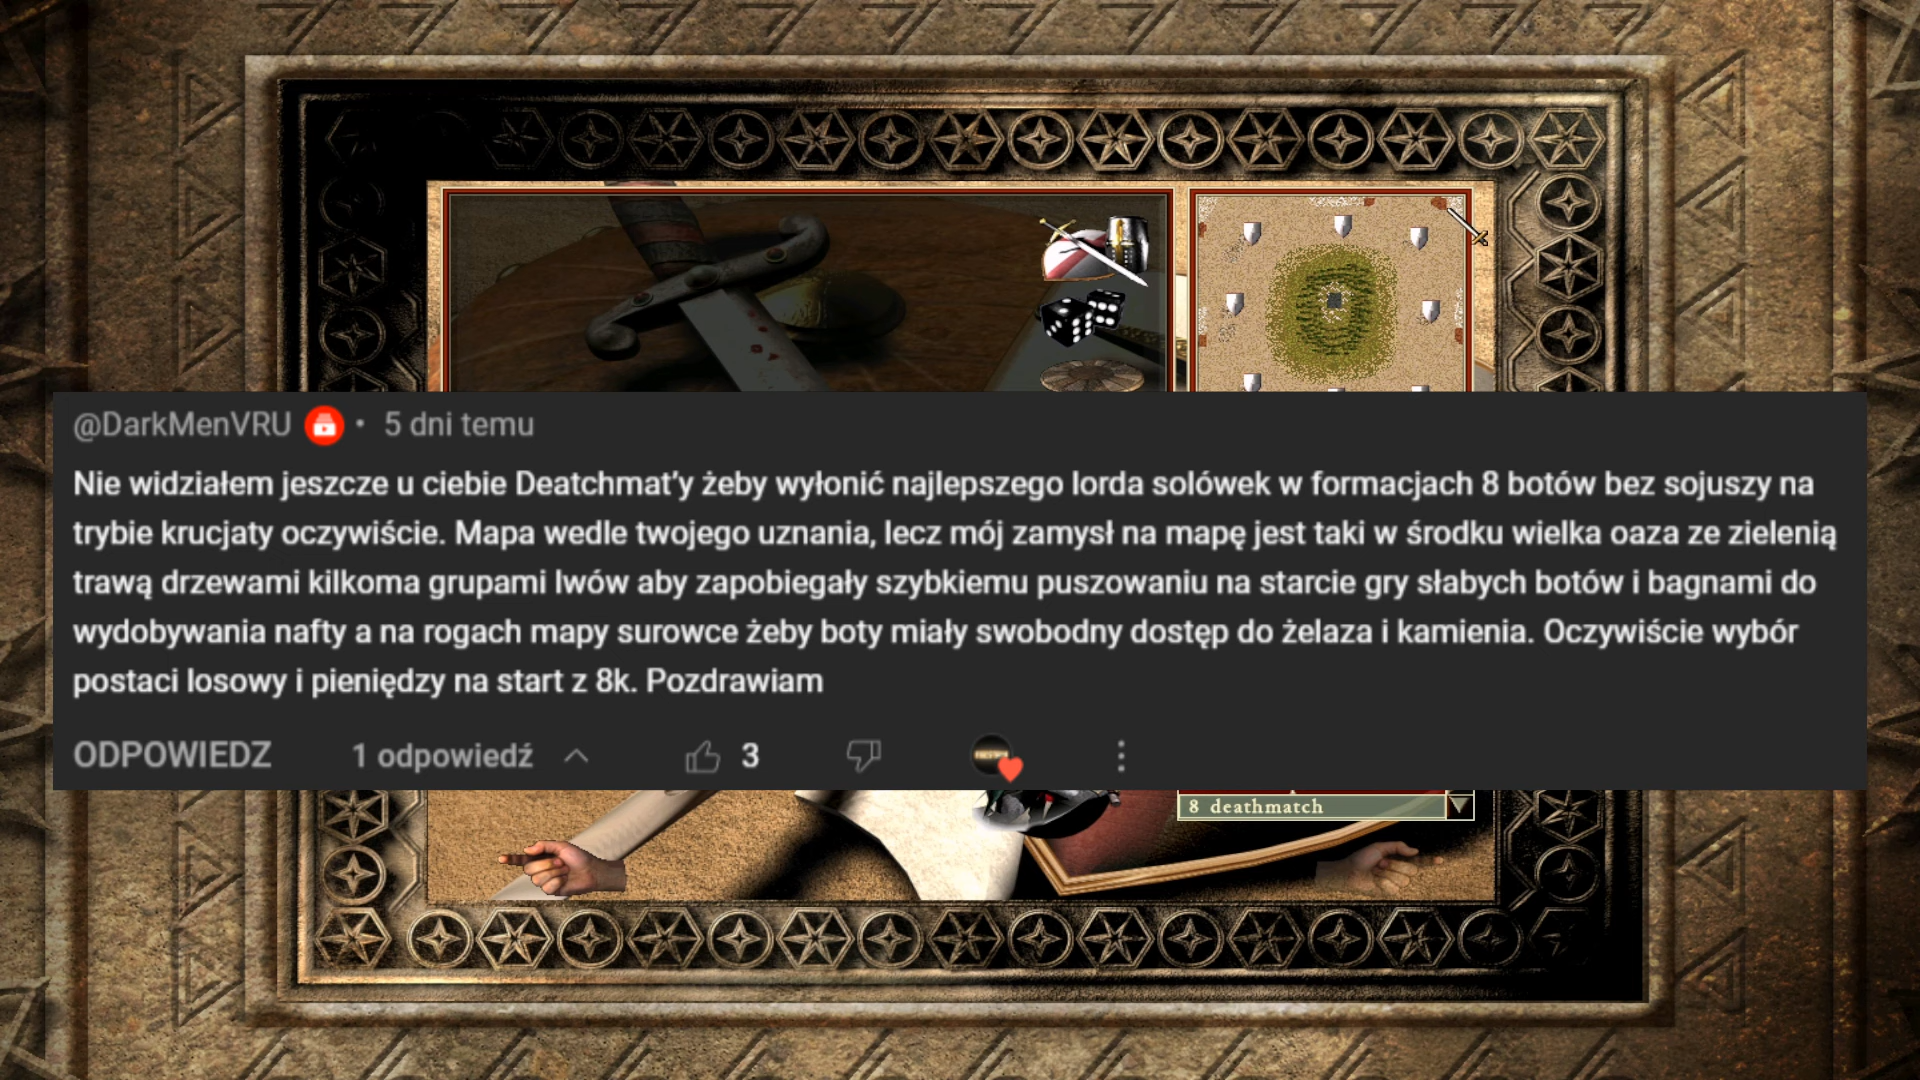 @DarkMenVRU • 5 dni temu
Nie widziałem jeszcze u ciebie Deatchmat'y żeby wyłonić najlepszego lorda solówek w formacjach 8 botów bez sojuszy na
trybie krucjaty oczywiście. Mapa wedle twojego uznania, lecz mój zamysł na mapę jest taki w środku wielka oaza ze zielenią
trawą drzewami kilkoma grupami lwów aby zapobiegały szybkiemu puszowaniu na starcie gry słabych botów i bagnami do
wydobywania nafty a na rogach mapy surowce żeby boty miały swobodny dostęp do żelaza i kamienia. Oczywiście wybór
postaci losowy i pieniędzy na start z 8k. Pozdrawiam
ODPOWIEDZ 1 odpowiedź 3
8 deathmatch